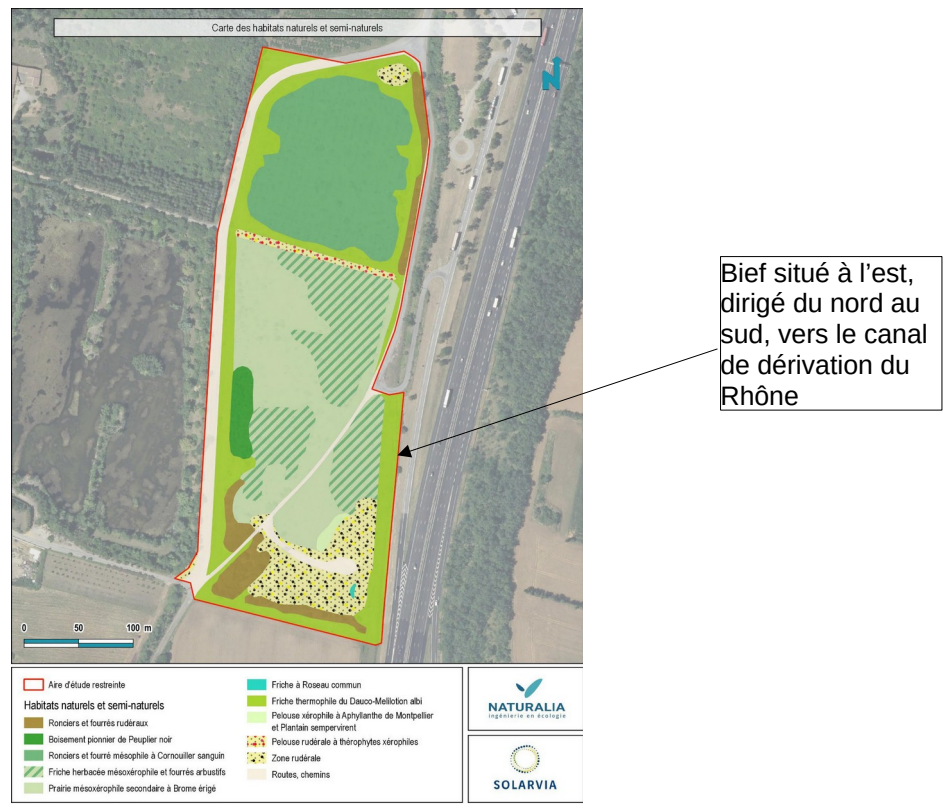 Carte des habitats naturels et semi-naturels
N
Bief situé à l'est,
dirigé du nord au
sud, vers le canal
de dérivation du
Rhône
0 50 100 m
Aire d'étude restreinte
Habitats naturels et semi-naturels
Ronciers et fourrés rudéraux
Boisement pionnier de Peuplier noir
Ronciers et fourré mésophile à Cornouiller sanguin
Friche herbacée mésoxérophile et fourrés arbustifs
Prairie mésoxérophile secondaire à Brome érigé
Friche à Roseau commun
Friche thermophile du Dauco-Melilotion albi
Pelouse xérophile à Aphyllanthe de Montpellier
et Plantain sempervirent
Pelouse rudérale à thérophytes xérophiles
Zone rudérale
Routes, chemins
NATURALIA
ingénierie en écologie
SOLARVIA